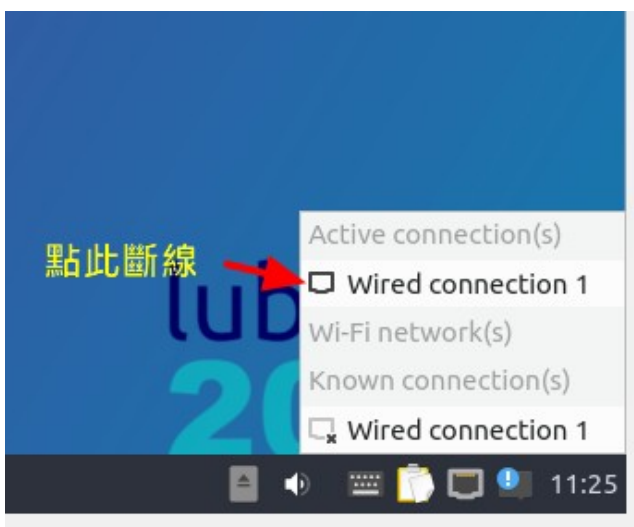 Active connection(s)
點此斷線
Wired connection 1
lub
Wi-Fi network(s)
Known connection(s)
20
Wired connection 1
11:25